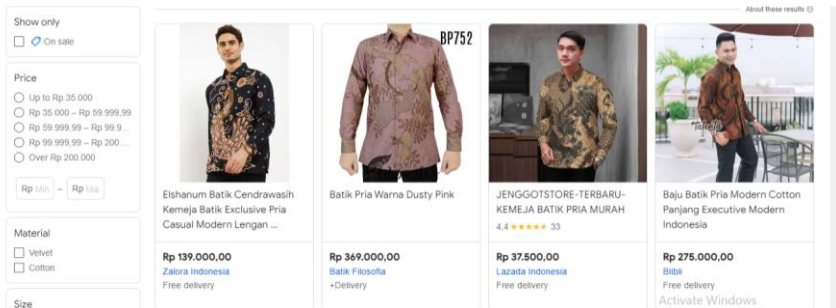 About these results
Show only
On sale
Price
Up to Rp 35.000
Rp 35.000 – Rp 59.999,99
Rp 59.999,99 – Rp 99.9...
Rp 99.999,99 – Rp 200...
Over Rp 200.000
Rp Min – Rp Ma
Material
Velvet
Cotton
Size
Elshanum Batik Cendrawasih
Kemeja Batik Exclusive Pria
Casual Modern Lengan ...
Rp 139.000,00
Zalora Indonesia
Free delivery
BP752
Batik Pria Warna Dusty Pink
Rp 369.000,00
Batik Filosofia
+Delivery
JENGGOTSTORE-TERBARU-
KEMEJA BATIK PRIA MURAH
4,4 ★★★★★ 33
Rp 37.500,00
Lazada Indonesia
Free delivery
Baju Batik Pria Modern Cotton
Panjang Executive Modern
Indonesia
Rp 275.000,00
Blibli
Free delivery
Activate Windows